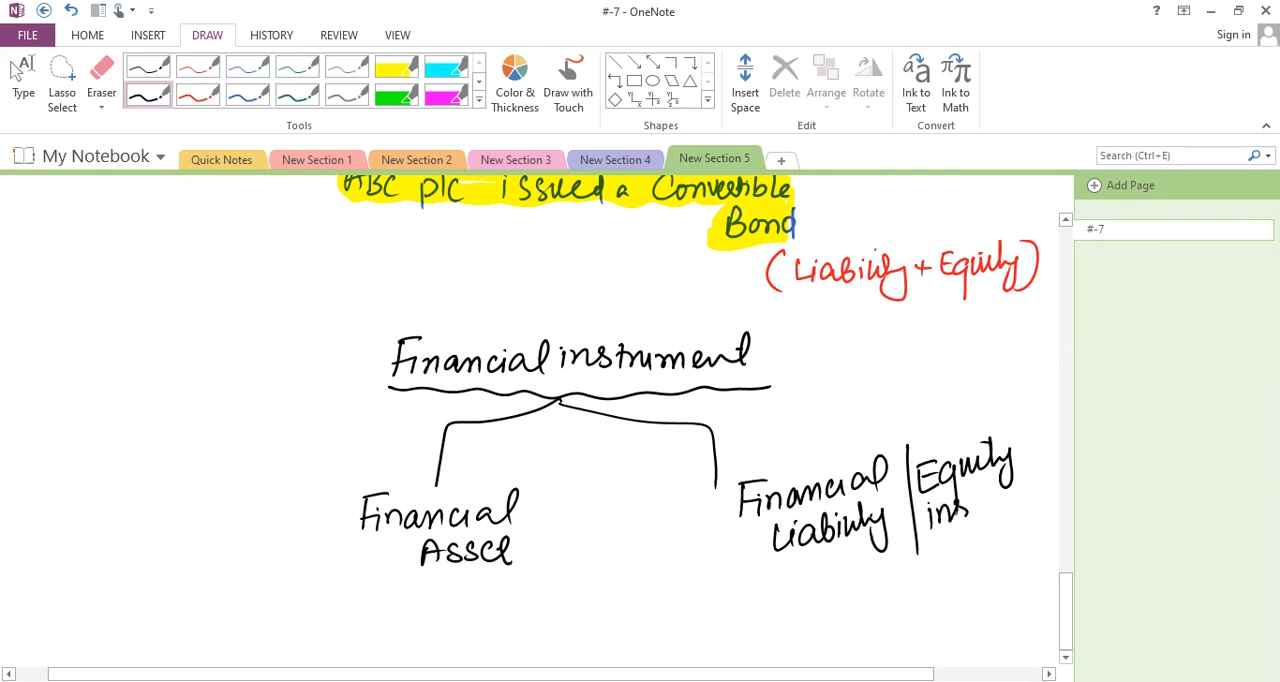 #-7 - OneNote
Sign in
FILE HOME INSERT DRAW HISTORY REVIEW VIEW
Type
Lasso Select
Eraser
Color & Thickness
Draw with Touch
Insert Space
Delete
Arrange
Rotate
Ink to Text
Ink to Math
Tools
Shapes
Edit
Convert
My Notebook
Quick Notes
New Section 1
New Section 2
New Section 3
New Section 4
New Section 5
Search (Ctrl+E)
Add Page
#-7
ABC plc issued a Convertible
Bond
(Liability + Equity)
Financial instrument
Financial
Asset
Financial
Liability
Equity
ins